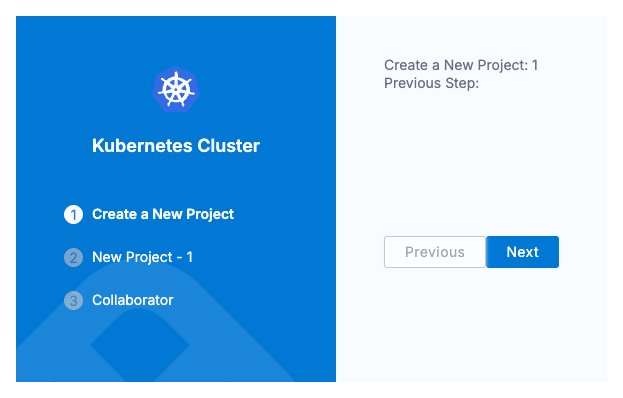 Kubernetes Cluster
1 Create a New Project
2 New Project - 1
3 Collaborator
Create a New Project: 1
Previous Step:
Previous
Next